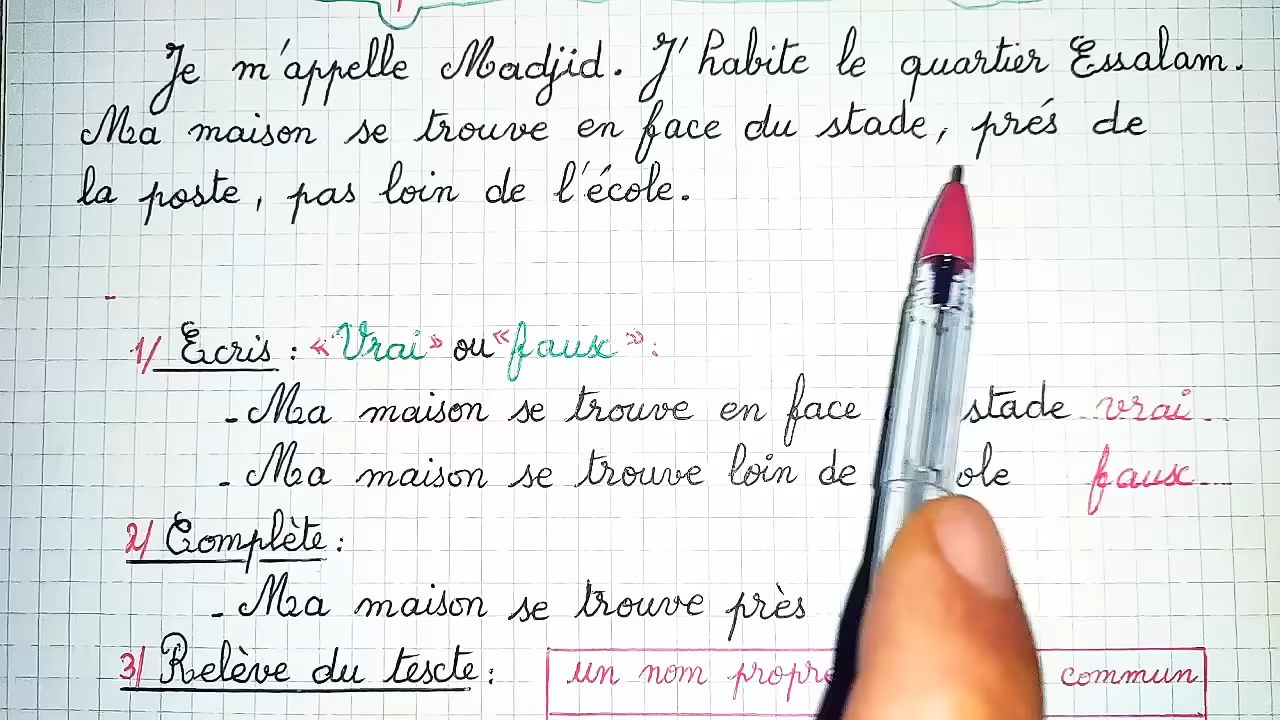 Je m'appelle Madjid. J'habite le quartier Essalam.
Ma maison se trouve en face du stade, prés de
la poste, pas loin de l'école.
1/ Ecris : «Vrai» ou «faux» :
- Ma maison se trouve en face stade vrai
- Ma maison se trouve loin de ole faux
2/ Complète :
- Ma maison se trouve près
3/ Relève du texte : un nom propre commun